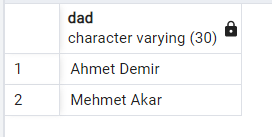 dad
character varying (30)
1 Ahmet Demir
2 Mehmet Akar